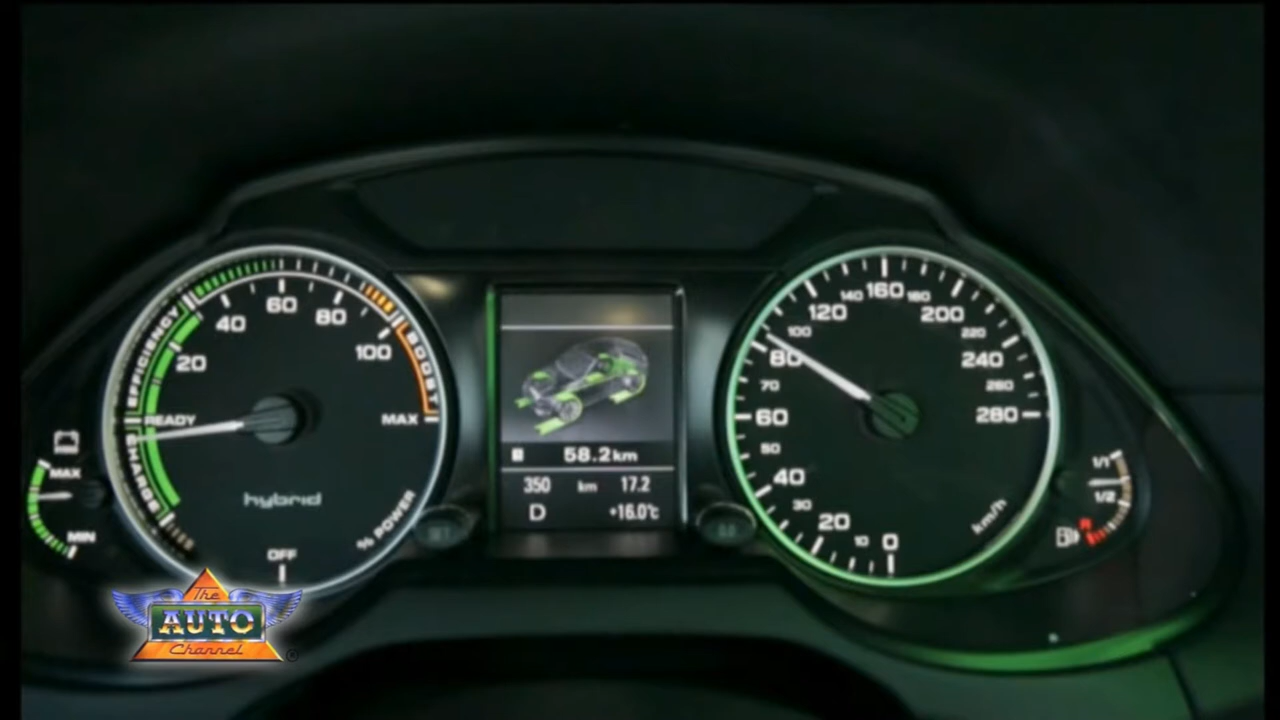 EFFICIENCY
READY
CHARGE
20
40
60
80
100
BOOST
MAX
hybrid
% POWER
OFF
MAX
MIN
58.2km
350 km 17.2
D +16.0°c
0
10
20
30
40
50
60
70
80
100
120
140
160
180
200
220
240
260
280
km/h
1/1
1/2
R
The
AUTO
Channel